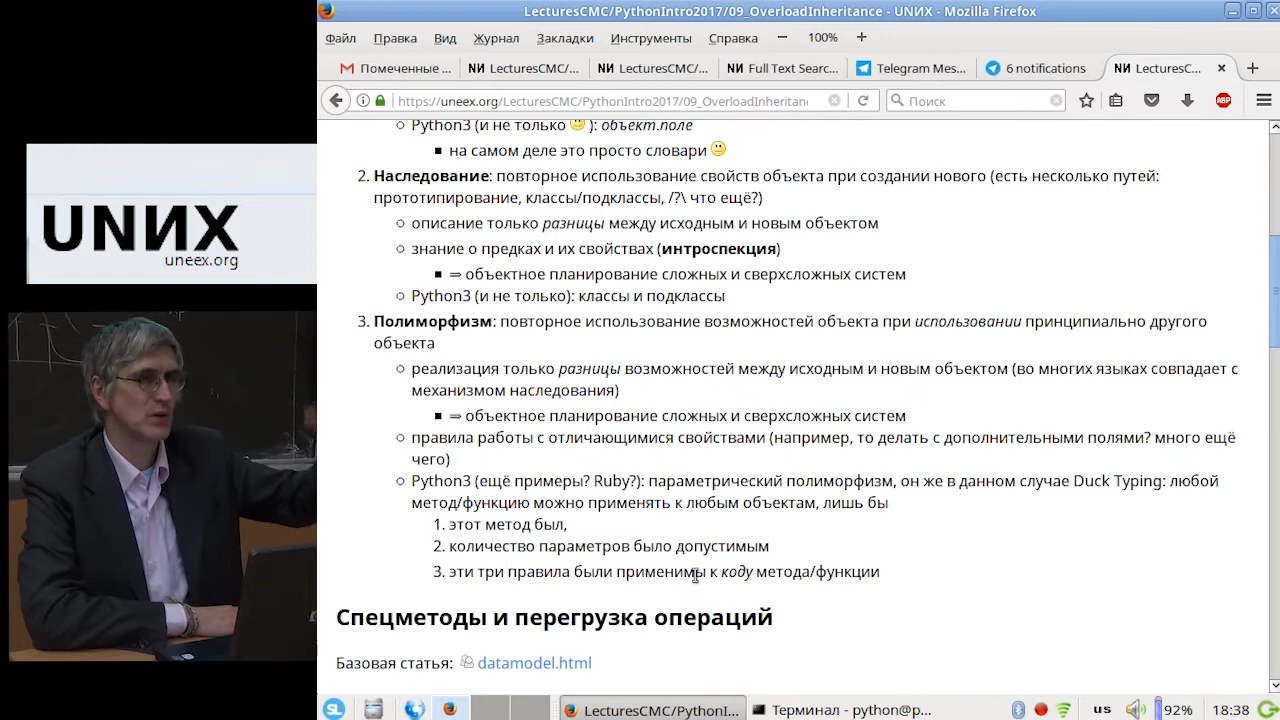 LecturesCMC/PythonIntro2017/09_OverloadInheritance - UNИX - Mozilla Firefox
Файл Правка Вид Журнал Закладки Инструменты Справка 100%
Помеченные ... LecturesCMC/... LecturesCMC/... Full Text Searc... Telegram Mes... 6 notifications LecturesC...
https://uneex.org/LecturesCMC/PythonIntro2017/09_OverloadInheritanc Поиск
Python3 (и не только ): объект.поле
на самом деле это просто словари
2. Наследование: повторное использование свойств объекта при создании нового (есть несколько путей:
прототипирование, классы/подклассы, /?\ что ещё?)
описание только разницы между исходным и новым объектом
знание о предках и их свойствах (интроспекция)
⇒ объектное планирование сложных и сверхсложных систем
Python3 (и не только): классы и подклассы
3. Полиморфизм: повторное использование возможностей объекта при использовании принципиально другого
объекта
реализация только разницы возможностей между исходным и новым объектом (во многих языках совпадает с
механизмом наследования)
⇒ объектное планирование сложных и сверхсложных систем
правила работы с отличающимися свойствами (например, то делать с дополнительными полями? много ещё
чего)
Python3 (ещё примеры? Ruby?): параметрический полиморфизм, он же в данном случае Duck Typing: любой
метод/функцию можно применять к любым объектам, лишь бы
1. этот метод был,
2. количество параметров было допустимым
3. эти три правила были применимы к коду метода/функции
Спецметоды и перегрузка операций
Базовая статья: datamodel.html
LecturesCMC/PythonI... Терминал - python@p... us 92% 18:38
UNИX
uneex.org
ABP
SL